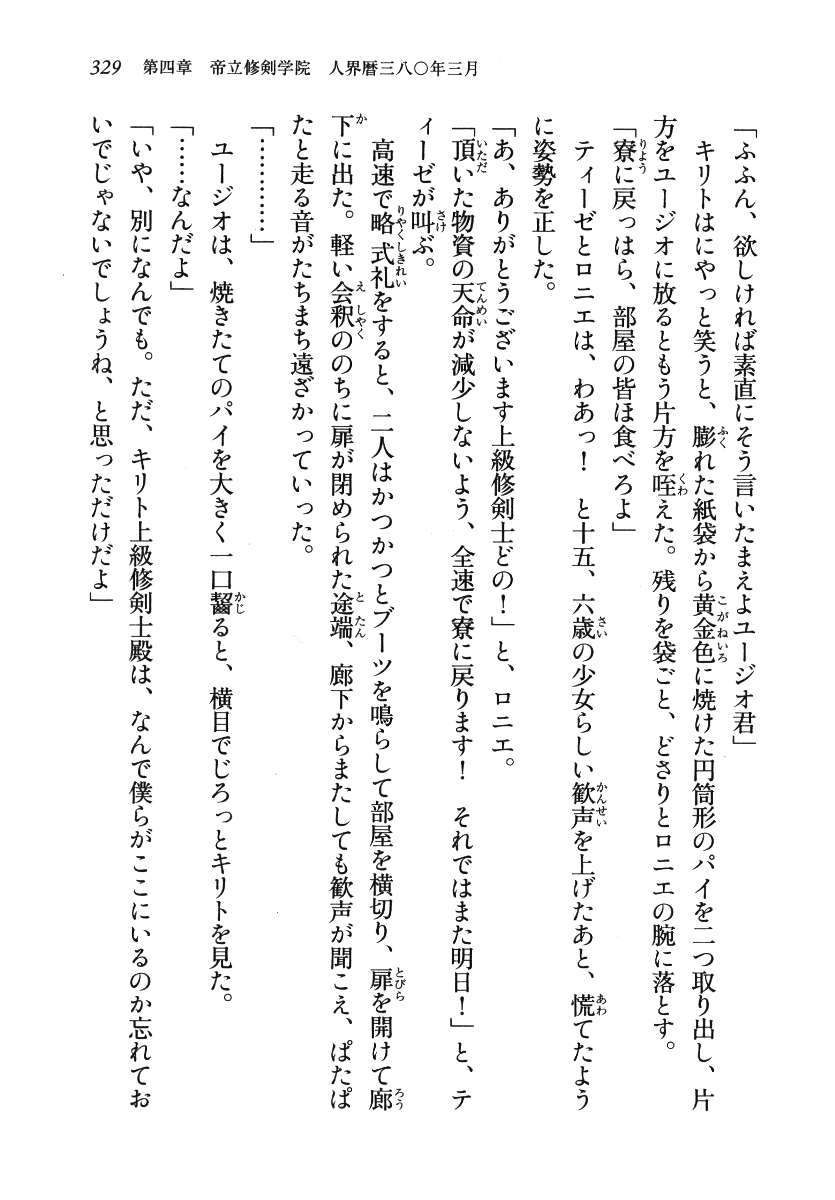 329 第四章 帝立修剣学院 人界暦三八〇年三月
「ふふん、欲しければ素直にそう言いたまえよユージオ君」
　キリトはにやっと笑うと、膨れた紙袋から黄金色に焼けた円筒形のパイを二つ取り出し、片
方をユージオに放るともう片方を咥えた。残りを袋ごと、どさりとロニエの腕に落とす。
「寮に戻っはら、部屋の皆ほ食べろよ」
　ティーゼとロニエは、わあっ！　と十五、六歳の少女らしい歓声を上げたあと、慌てたよう
に姿勢を正した。
「あ、ありがとうございます上級修剣士どの！」と、ロニエ。
「頂いた物資の天命が減少しないよう、全速で寮に戻ります！　それではまた明日！」と、テ
ィーゼが叫ぶ。
　高速で略式礼をすると、二人はかつかつとブーツを鳴らして部屋を横切り、扉を開けて廊
下に出た。軽い会釈ののちに扉が閉められた途端、廊下からまたしても歓声が聞こえ、ぱたぱ
たと走る音がたちまち遠ざかっていった。
「…………」
　ユージオは、焼きたてのパイを大きく一口齧ると、横目でじろっとキリトを見た。
「……なんだよ」
「いや、別になんでも。ただ、キリト上級修剣士殿は、なんで僕らがここにいるのか忘れてお
いでじゃないでしょうね、と思っただけだよ」